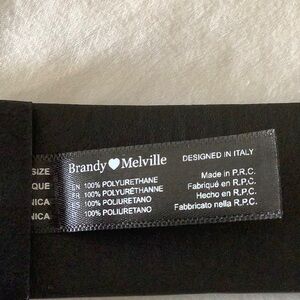 SIZE
QUE
NICA
NICA
Brandy♥Melville
EN 100% POLYURETHANE
FR 100% POLYURÉTHANNE
ES 100% POLIURETANO
100% POLIURETANO
DESIGNED IN ITALY
Made in P.R.C.
Fabriqué en R.P.C.
Hecho en R.P.C.
Fabbricato nella R.P.C.